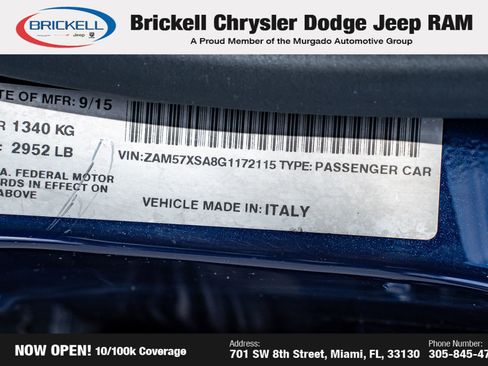 BRICKELL
CHRYSLER
Jeep
Brickell Chrysler Dodge Jeep RAM
A Proud Member of the Murgado Automotive Group
TE OF MFR: 9/15
R 1340 KG
: 2952 LB
VIN:ZAM57XSA8G1172115 TYPE: PASSENGER CAR
A. FEDERAL MOTOR
RDS IN EFFECT ON
ABOVE
VEHICLE MADE IN: ITALY
NOW OPEN! 10/100k Coverage
Address:
701 SW 8th Street, Miami, FL, 33130
Phone Number:
305-845-47